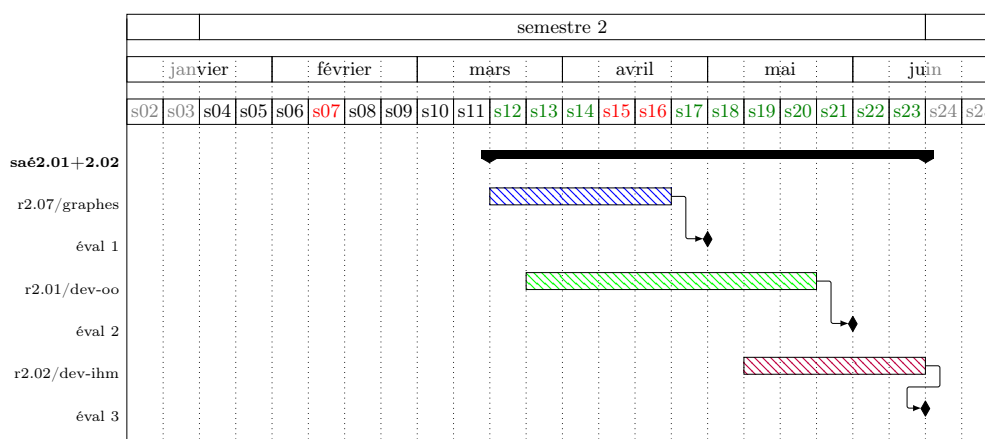 semestre 2
janvier février mars avril mai juin
s02 s03 s04 s05 s06 s07 s08 s09 s10 s11 s12 s13 s14 s15 s16 s17 s18 s19 s20 s21 s22 s23 s24
saé2.01+2.02
r2.07/graphes
éval 1
r2.01/dev-oo
éval 2
r2.02/dev-ihm
éval 3